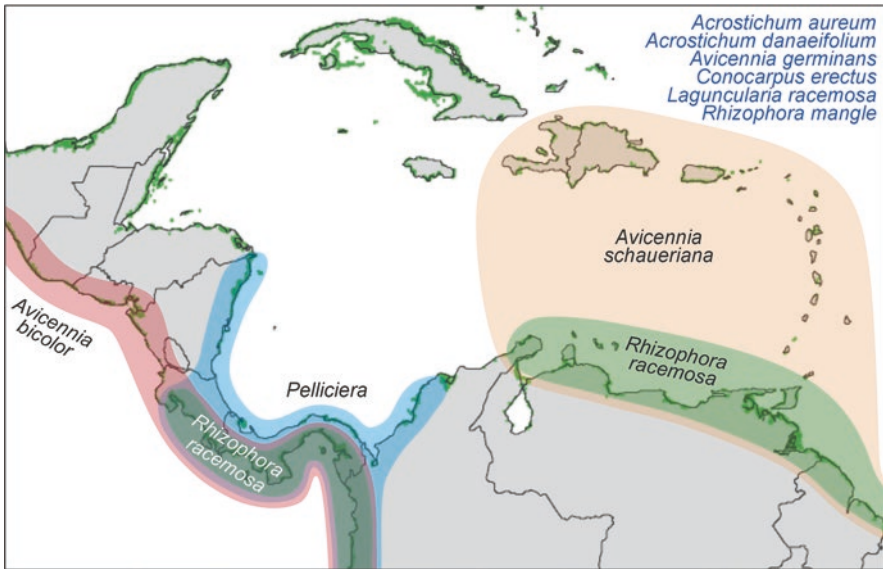 Acrostichum aureum
Acrostichum danaeifolium
Avicennia germinans
Conocarpus erectus
Laguncularia racemosa
Rhizophora mangle
Avicennia
schaueriana
Avicennia
bicolor
Pelliciera
Rhizophora
racemosa
Rhizophora
racemosa